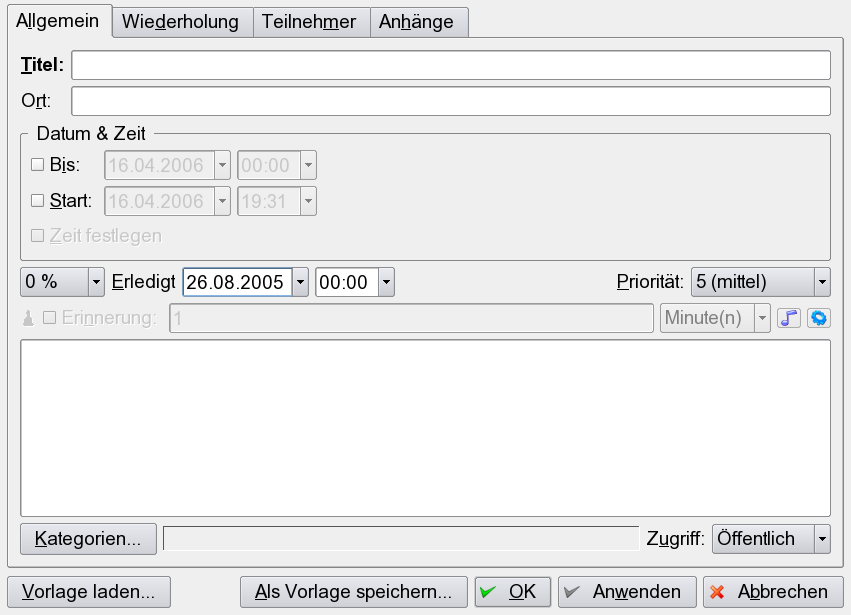 Allgemein Wiederholung Teilnehmer Anhänge
Titel:
Ort:
Datum & Zeit
Bis: 16.04.2006 00:00
Start: 16.04.2006 19:31
Zeit festlegen
0 % Erledigt 26.08.2005 00:00 Priorität: 5 (mittel)
Erinnerung: 1 Minute(n)
Kategorien... Zugriff: Öffentlich
Vorlage laden... Als Vorlage speichern... OK Anwenden Abbrechen